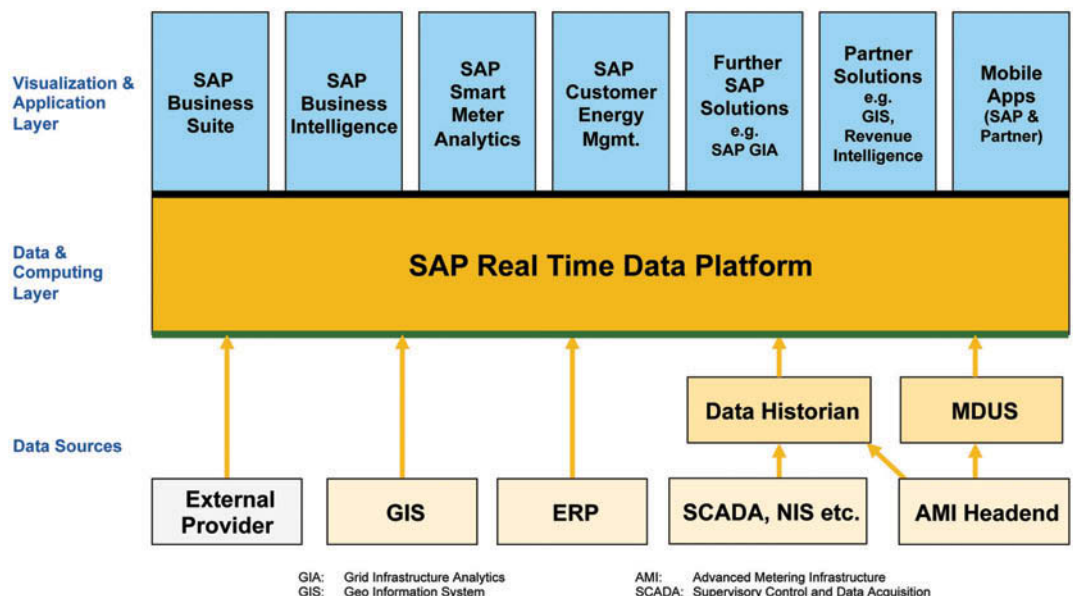 Visualization &
Application
Layer
SAP
Business
Suite
SAP
Business
Intelligence
SAP
Smart
Meter
Analytics
SAP
Customer
Energy
Mgmt.
Further
SAP
Solutions
e.g.
SAP GIA
Partner
Solutions
e.g.
GIS,
Revenue
Intelligence
Mobile
Apps
(SAP &
Partner)
Data &
Computing
Layer
SAP Real Time Data Platform
Data Sources
Data Historian
MDUS
External
Provider
GIS
ERP
SCADA, NIS etc.
AMI Headend
GIA: Grid Infrastructure Analytics
GIS: Geo Information System
AMI: Advanced Metering Infrastructure
SCADA: Supervisory Control and Data Acquisition